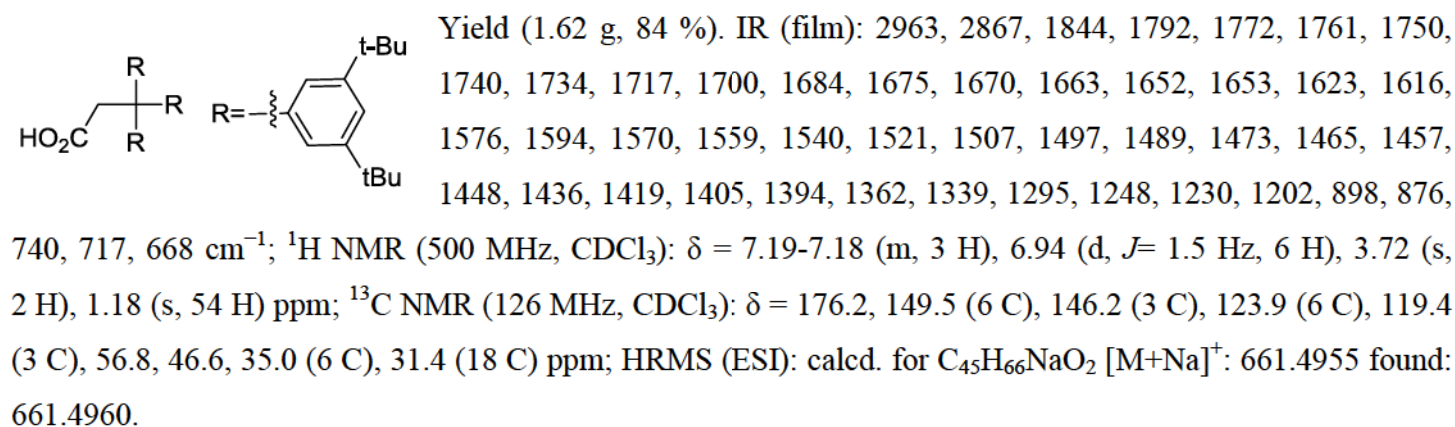 t-Bu
R
R
R
HO₂C
R=
tBu
Yield (1.62 g, 84 %). IR (film): 2963, 2867, 1844, 1792, 1772, 1761, 1750,
1740, 1734, 1717, 1700, 1684, 1675, 1670, 1663, 1652, 1653, 1623, 1616,
1576, 1594, 1570, 1559, 1540, 1521, 1507, 1497, 1489, 1473, 1465, 1457,
1448, 1436, 1419, 1405, 1394, 1362, 1339, 1295, 1248, 1230, 1202, 898, 876,
740, 717, 668 cm⁻¹; ¹H NMR (500 MHz, CDCl₃): δ = 7.19-7.18 (m, 3 H), 6.94 (d, J= 1.5 Hz, 6 H), 3.72 (s,
2 H), 1.18 (s, 54 H) ppm; ¹³C NMR (126 MHz, CDCl₃): δ = 176.2, 149.5 (6 C), 146.2 (3 C), 123.9 (6 C), 119.4
(3 C), 56.8, 46.6, 35.0 (6 C), 31.4 (18 C) ppm; HRMS (ESI): calcd. for C₄₅H₆₆NaO₂ [M+Na]⁺: 661.4955 found:
661.4960.